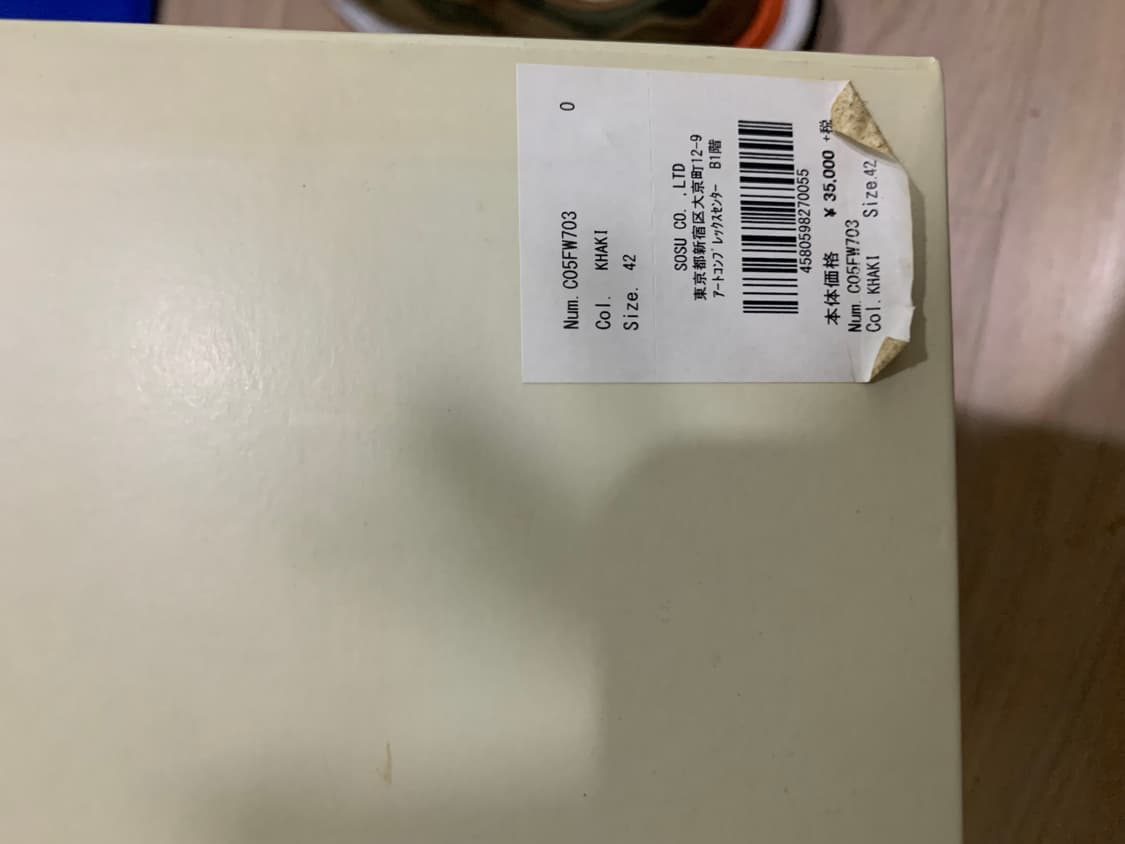 Num. C05FW703 0
Col. KHAKI
Size. 42
SOSU CO. ,LTD
東京都新宿区大京町12-9
アートコンプレックスセンター B1階
4580598270055
本体価格 ¥ 35,000 +税
Num. C05FW703
Col. KHAKI Size.42